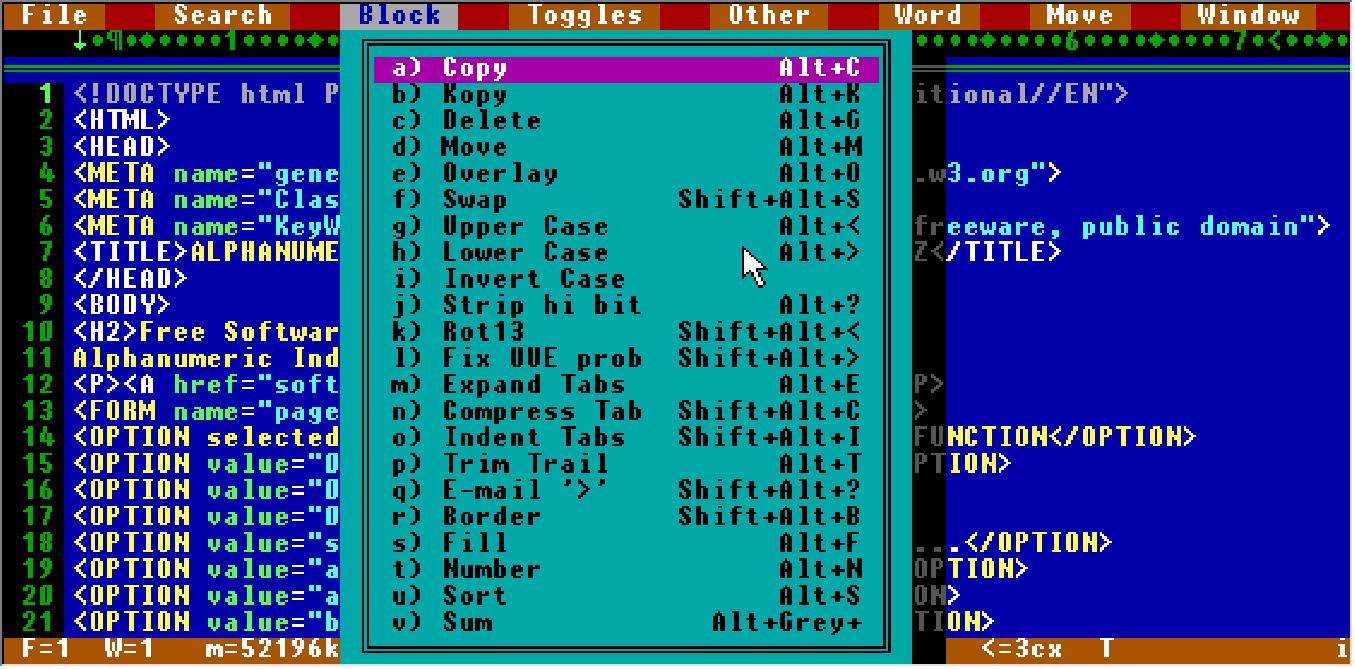 File Search Block Toggles Other Word Move Window
1 6 7
a) Copy Alt+C
1 <!DOCTYPE html P b) Kopy Alt+K itional//EN">
2 <HTML> c) Delete Alt+G
3 <HEAD> d) Move Alt+M
4 <META name="gene e) Overlay Alt+O .w3.org">
5 <META name="Clas f) Swap Shift+Alt+S
6 <META name="KeyW g) Upper Case Alt+< freeware, public domain">
7 <TITLE>ALPHANUME h) Lower Case Alt+> Z</TITLE>
8 </HEAD> i) Invert Case
9 <BODY> j) Strip hi bit Alt+?
10 <H2>Free Softwar k) Rot13 Shift+Alt+<
11 Alphanumeric Ind l) Fix UUE prob Shift+Alt+>
12 <P><A href="soft m) Expand Tabs Alt+E P>
13 <FORM name="page n) Compress Tab Shift+Alt+C >
14 <OPTION selected o) Indent Tabs Shift+Alt+I FUNCTION</OPTION>
15 <OPTION value="0 p) Trim Trail Alt+T PTION>
16 <OPTION value="0 q) E-mail '>' Shift+Alt+?
17 <OPTION value="0 r) Border Shift+Alt+B
18 <OPTION value="s s) Fill Alt+F ...</OPTION>
19 <OPTION value="a t) Number Alt+N OPTION>
20 <OPTION value="a u) Sort Alt+S ON>
21 <OPTION value="b v) Sum Alt+Grey+ TION>
F=1 W=1 m=52196k <=3cx T i